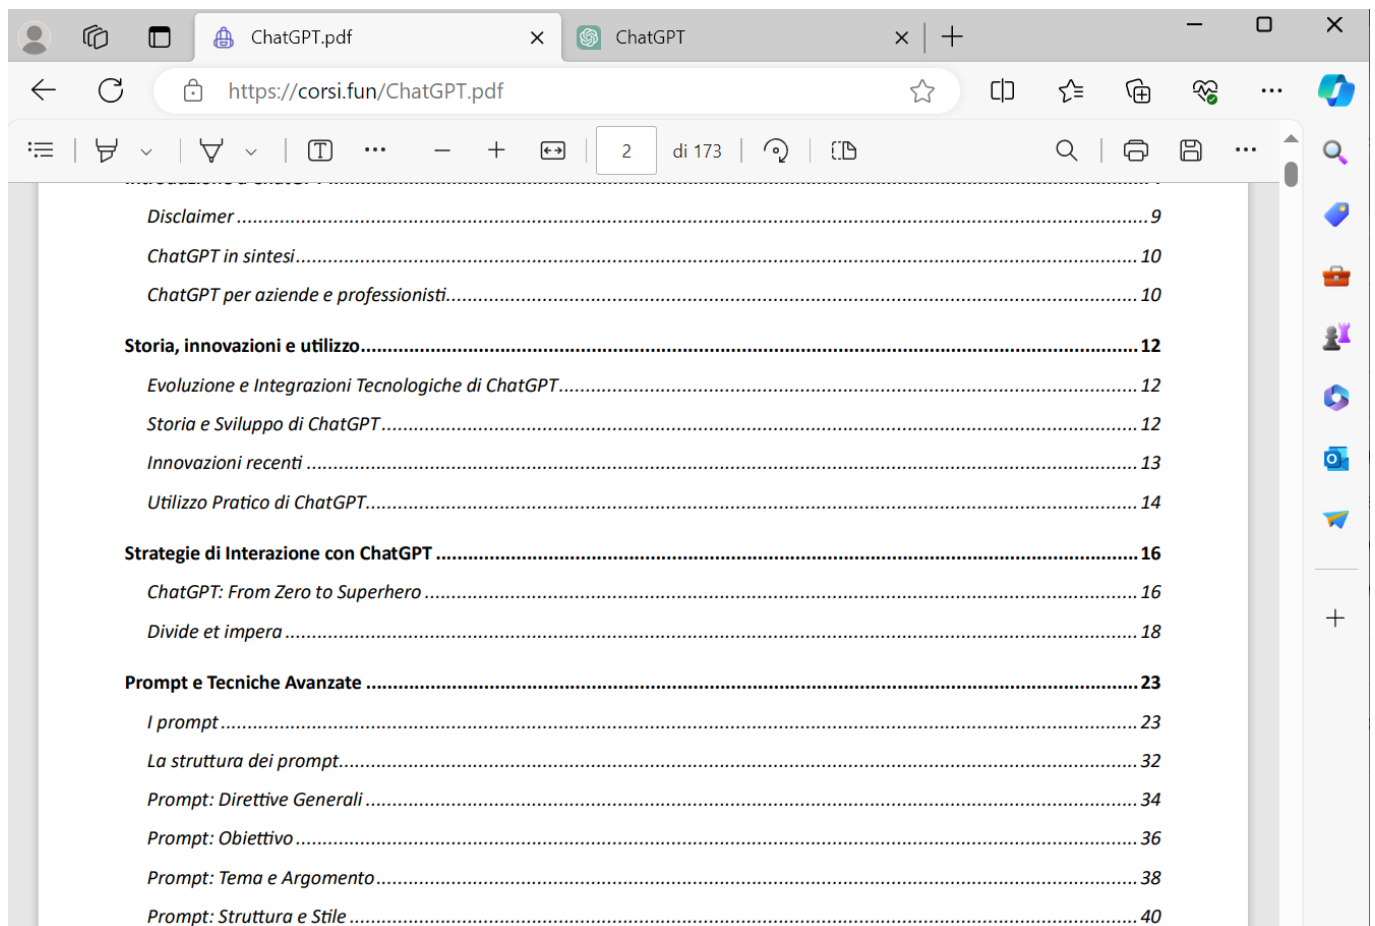 ChatGPT.pdf
ChatGPT
https://corsi.fun/ChatGPT.pdf
2 di 173
Disclaimer 9
ChatGPT in sintesi 10
ChatGPT per aziende e professionisti 10
Storia, innovazioni e utilizzo 12
Evoluzione e Integrazioni Tecnologiche di ChatGPT 12
Storia e Sviluppo di ChatGPT 12
Innovazioni recenti 13
Utilizzo Pratico di ChatGPT 14
Strategie di Interazione con ChatGPT 16
ChatGPT: From Zero to Superhero 16
Divide et impera 18
Prompt e Tecniche Avanzate 23
I prompt 23
La struttura dei prompt 32
Prompt: Direttive Generali 34
Prompt: Obiettivo 36
Prompt: Tema e Argomento 38
Prompt: Struttura e Stile 40